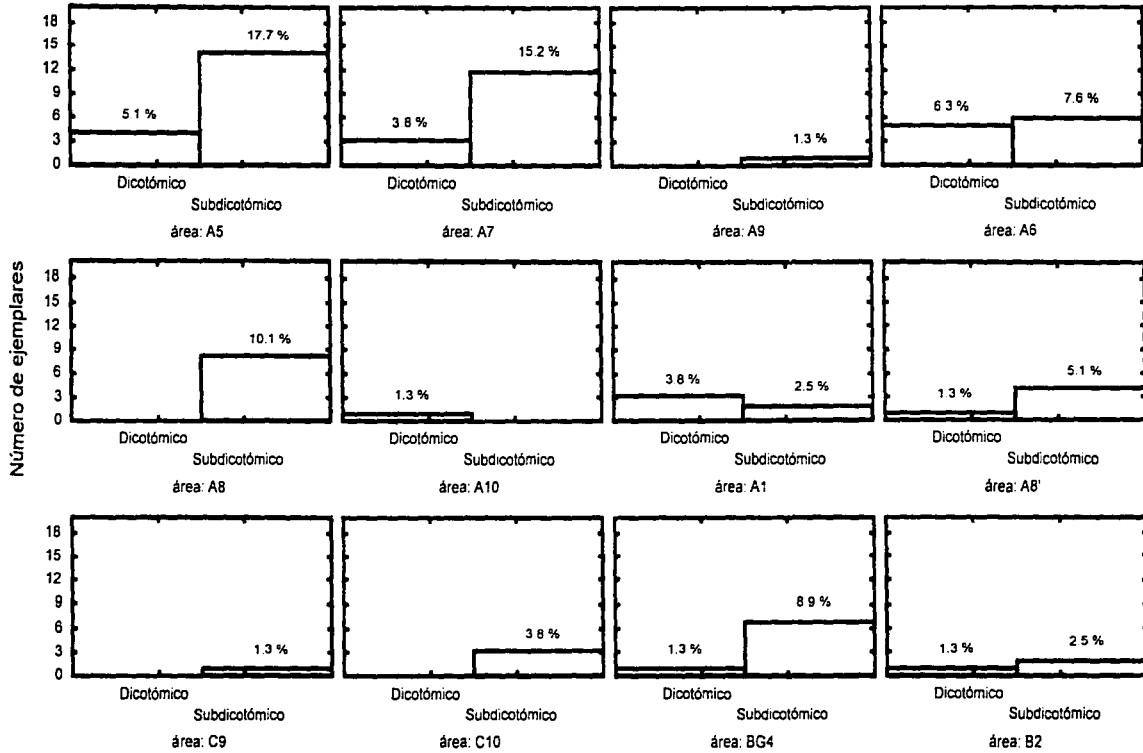 Número de ejemplares
18
15
12
9
6
3
0
5.1 %
17.7 %
Dicotómico
Subdicotómico
área: A5
3.8 %
15.2 %
Dicotómico
Subdicotómico
área: A7
1.3 %
Dicotómico
Subdicotómico
área: A9
6 3 %
7.6 %
Dicotómico
Subdicotómico
área: A6
18
15
12
9
6
3
0
10.1 %
Dicotómico
Subdicotómico
área: A8
1.3 %
Dicotómico
Subdicotómico
área: A10
3.8 %
2.5 %
Dicotómico
Subdicotómico
área: A1
1.3 %
5.1 %
Dicotómico
Subdicotómico
área: A8'
18
15
12
9
6
3
0
1.3 %
Dicotómico
Subdicotómico
área: C9
3 8 %
Dicotómico
Subdicotómico
área: C10
1.3 %
8 9 %
Dicotómico
Subdicotómico
área: BG4
1.3 %
2 5 %
Dicotómico
Subdicotómico
área: B2